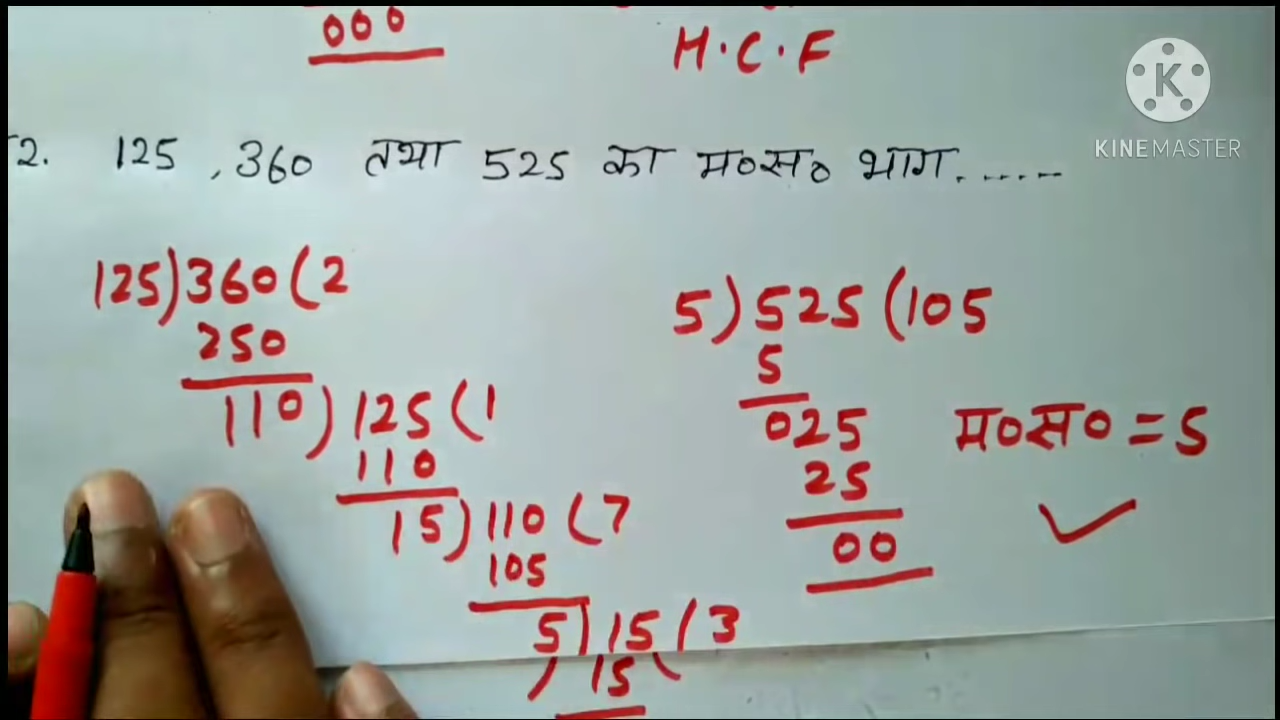 000
H.C.F
K
KINEMASTER
2. 125 , 360 तथा 525 का म०स० भाग......
125)360(2
250
110)125(1
110
15)110(7
105
5)15(3
15
5)525(105
5
025
25
00
म०स० = 5